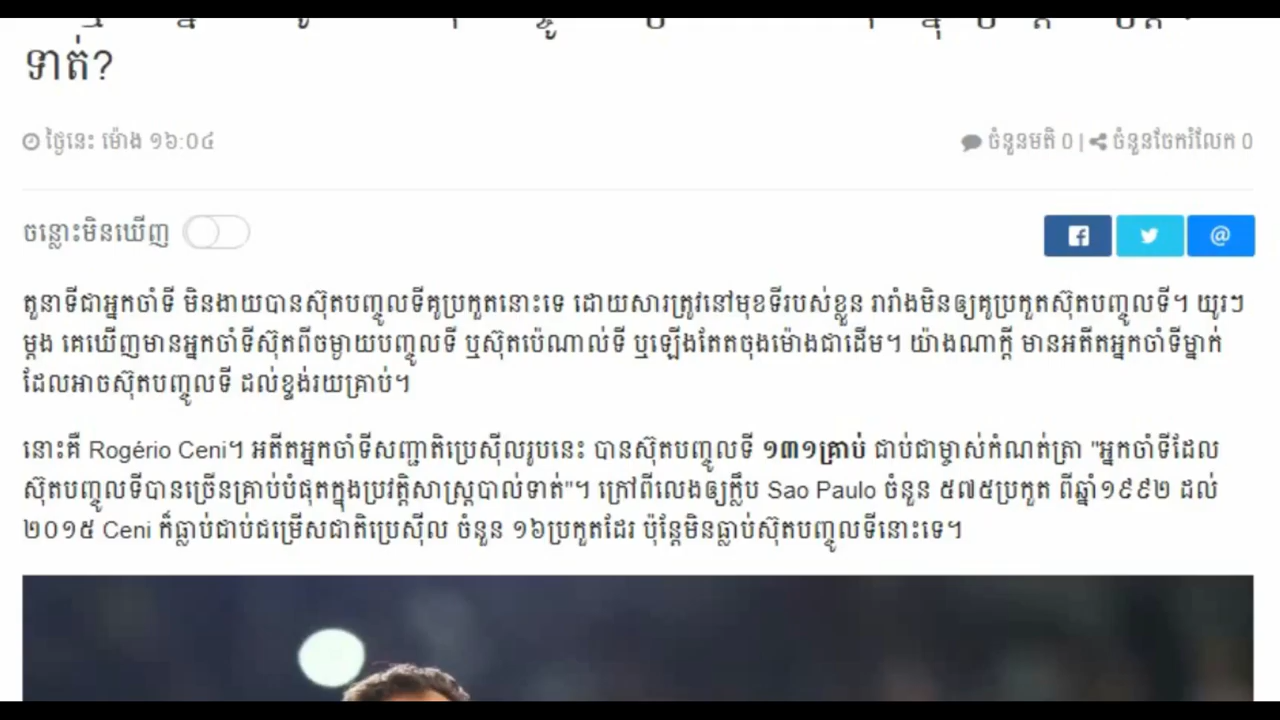 ទាត់?
ថ្ងៃនេះ ម៉ោង ១៦:០៤
ចំនួនមតិ 0 | ចំនួនចែករំលែក 0
ចន្លោះមិនឃើញ
តួនាទីជាអ្នកចាំទី មិនងាយបានស៊ុតបញ្ចូលទីគូប្រកួតនោះទេ ដោយសារត្រូវនៅមុខទីរបស់ខ្លួន រារាំងមិនឲ្យគូប្រកួតស៊ុតបញ្ចូលទី។ យូរៗ
ម្ដង គេឃើញមានអ្នកចាំទីស៊ុតពីចម្ងាយបញ្ចូលទី ឬស៊ុតប៉េណាល់ទី ឬឡើងតែតចុងម៉ោងជាដើម។ យ៉ាងណាក្ដី មានអតីតអ្នកចាំទីម្នាក់
ដែលអាចស៊ុតបញ្ចូលទី ដល់ខ្ទង់រយគ្រាប់។
នោះគឺ Rogério Ceni។ អតីតអ្នកចាំទីសញ្ជាតិប្រេស៊ីលរូបនេះ បានស៊ុតបញ្ចូលទី ១៣១គ្រាប់ ជាប់ជាម្ចាស់កំណត់ត្រា "អ្នកចាំទីដែល
ស៊ុតបញ្ចូលទីបានច្រើនគ្រាប់បំផុតក្នុងប្រវត្តិសាស្ត្របាល់ទាត់"។ ក្រៅពីលេងឲ្យក្លឹប Sao Paulo ចំនួន ៥៧៥ប្រកួត ពីឆ្នាំ១៩៩២ ដល់
២០១៥ Ceni ក៏ធ្លាប់ជាប់ជម្រើសជាតិប្រេស៊ីល ចំនួន ១៦ប្រកួតដែរ ប៉ុន្តែមិនធ្លាប់ស៊ុតបញ្ចូលទីនោះទេ។